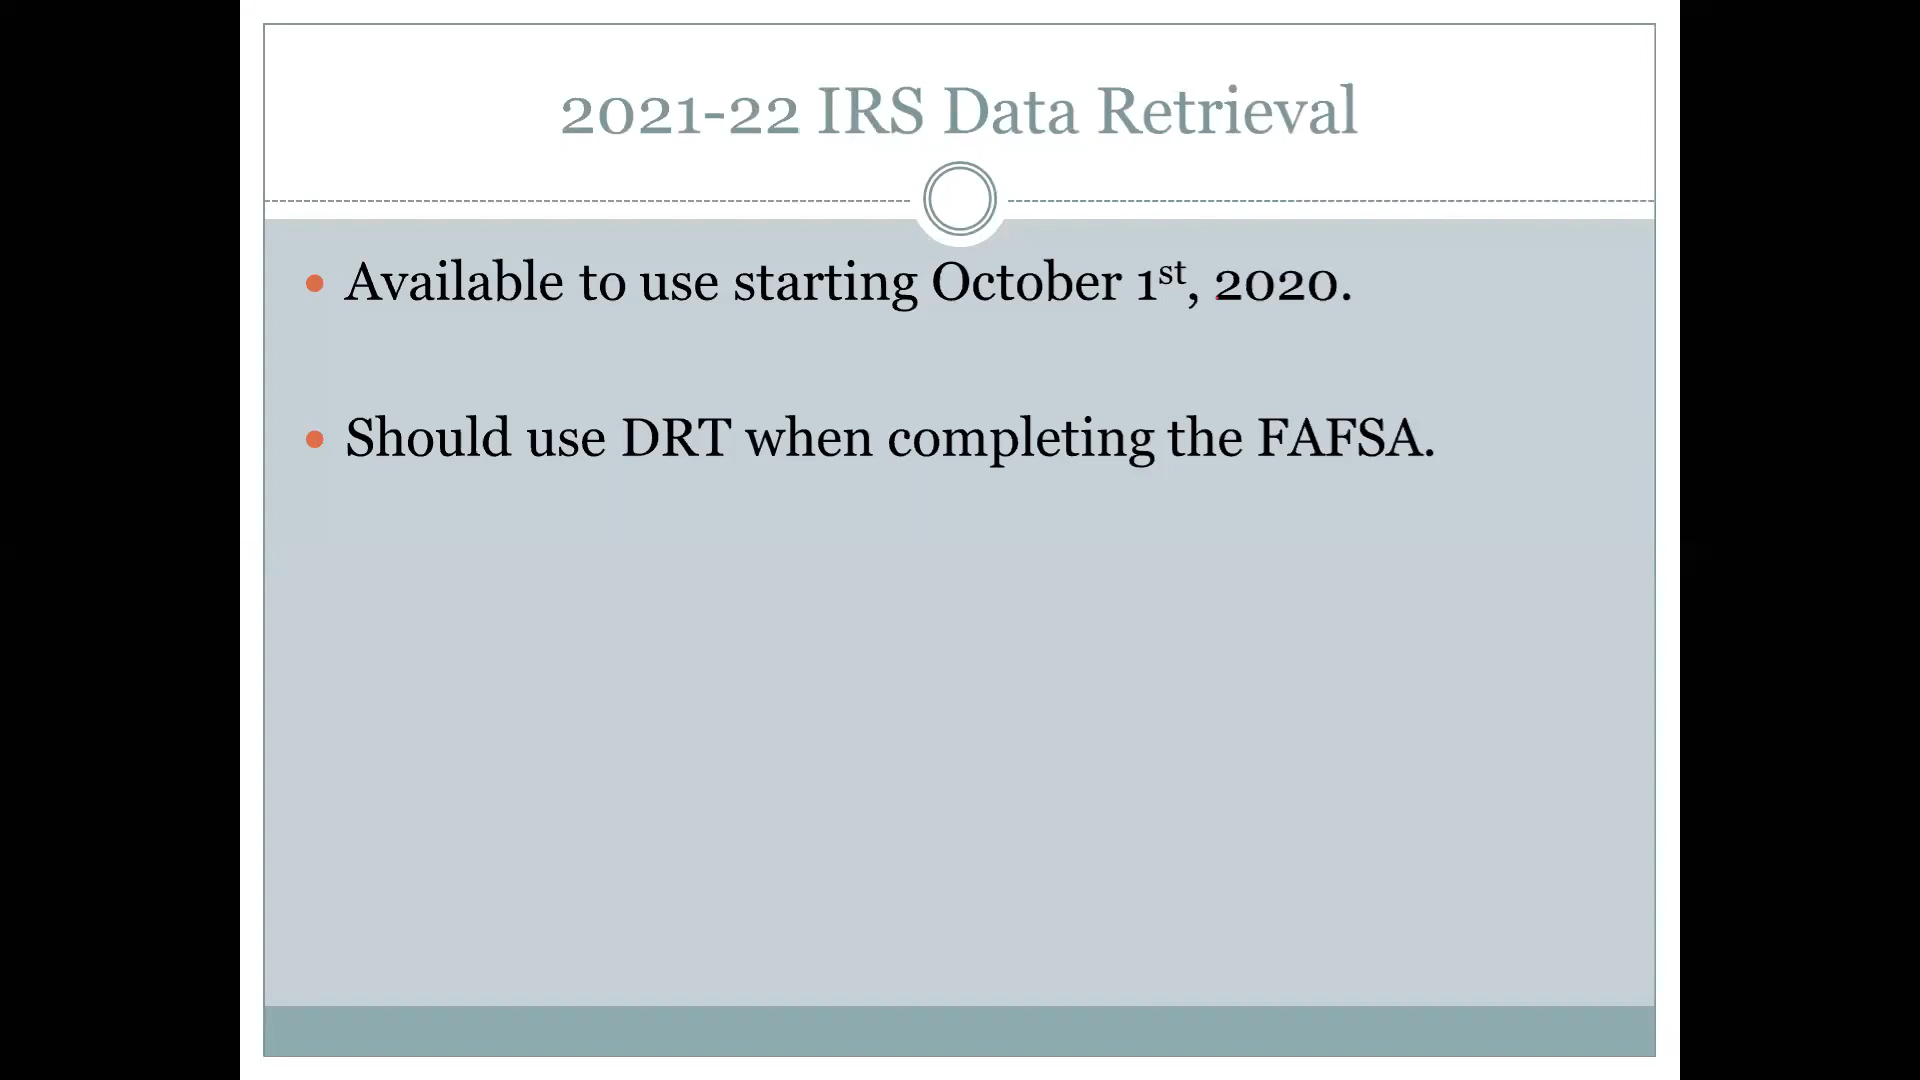 2021-22 IRS Data Retrieval
• Available to use starting October 1st, 2020.
• Should use DRT when completing the FAFSA.